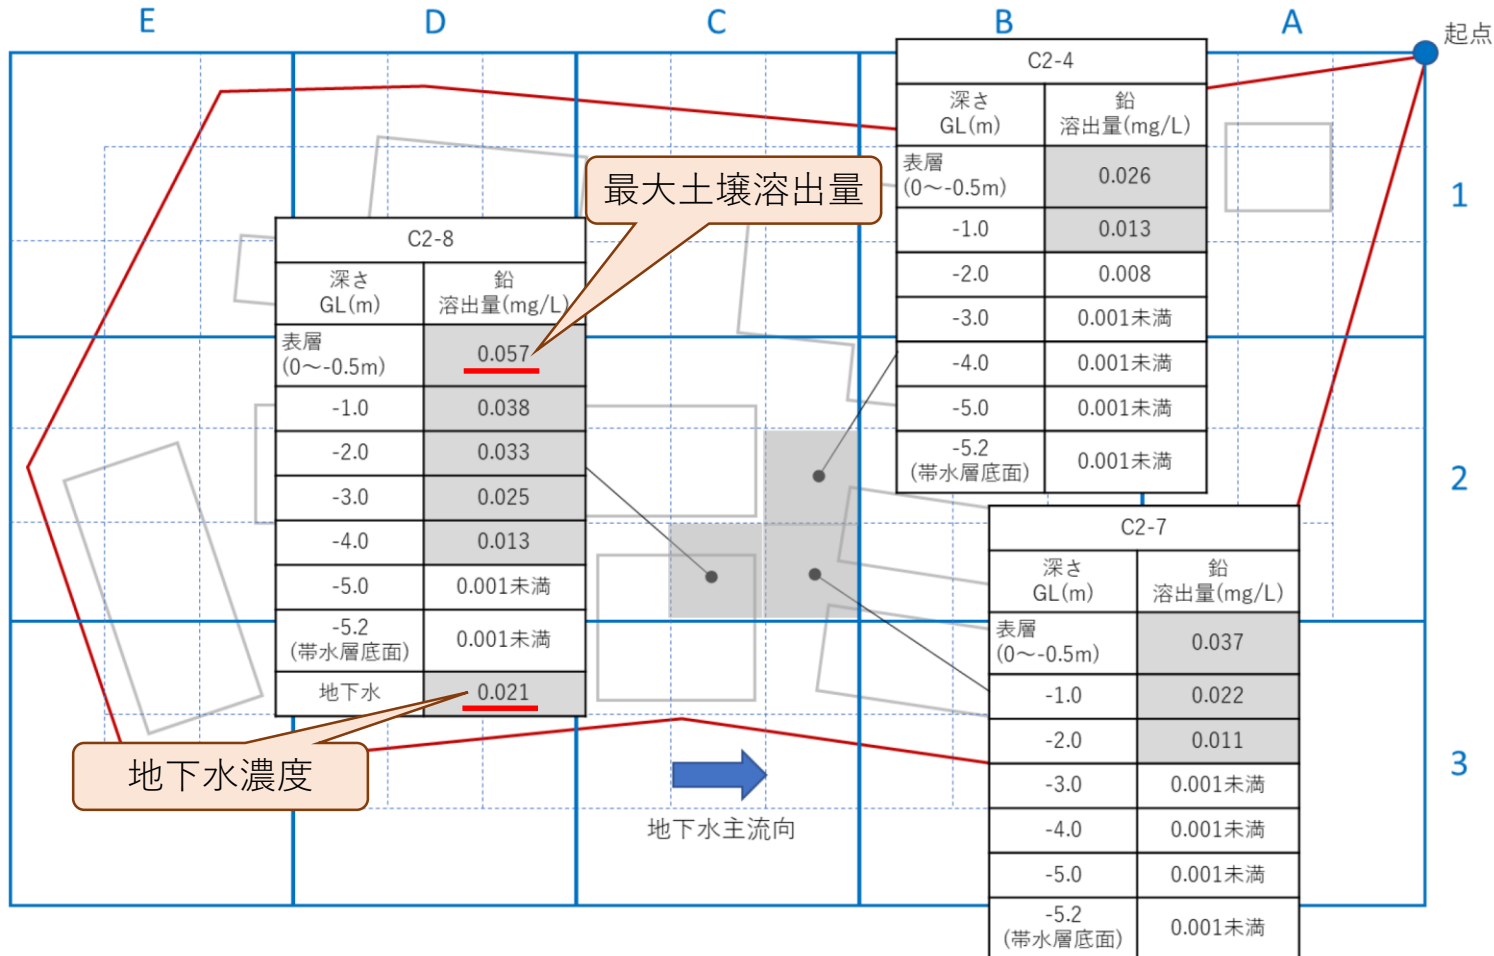 E D C B A
起点
1
2
3
最大土壌溶出量
C2-8
深さ
GL(m)
鉛
溶出量(mg/L)
表層
(0～-0.5m)
0.057
-1.0 0.038
-2.0 0.033
-3.0 0.025
-4.0 0.013
-5.0 0.001未満
-5.2
(帯水層底面)
0.001未満
地下水 0.021
地下水濃度
C2-4
深さ
GL(m)
鉛
溶出量(mg/L)
表層
(0～-0.5m)
0.026
-1.0 0.013
-2.0 0.008
-3.0 0.001未満
-4.0 0.001未満
-5.0 0.001未満
-5.2
(帯水層底面)
0.001未満
C2-7
深さ
GL(m)
鉛
溶出量(mg/L)
表層
(0～-0.5m)
0.037
-1.0 0.022
-2.0 0.011
-3.0 0.001未満
-4.0 0.001未満
-5.0 0.001未満
-5.2
(帯水層底面)
0.001未満
地下水主流向